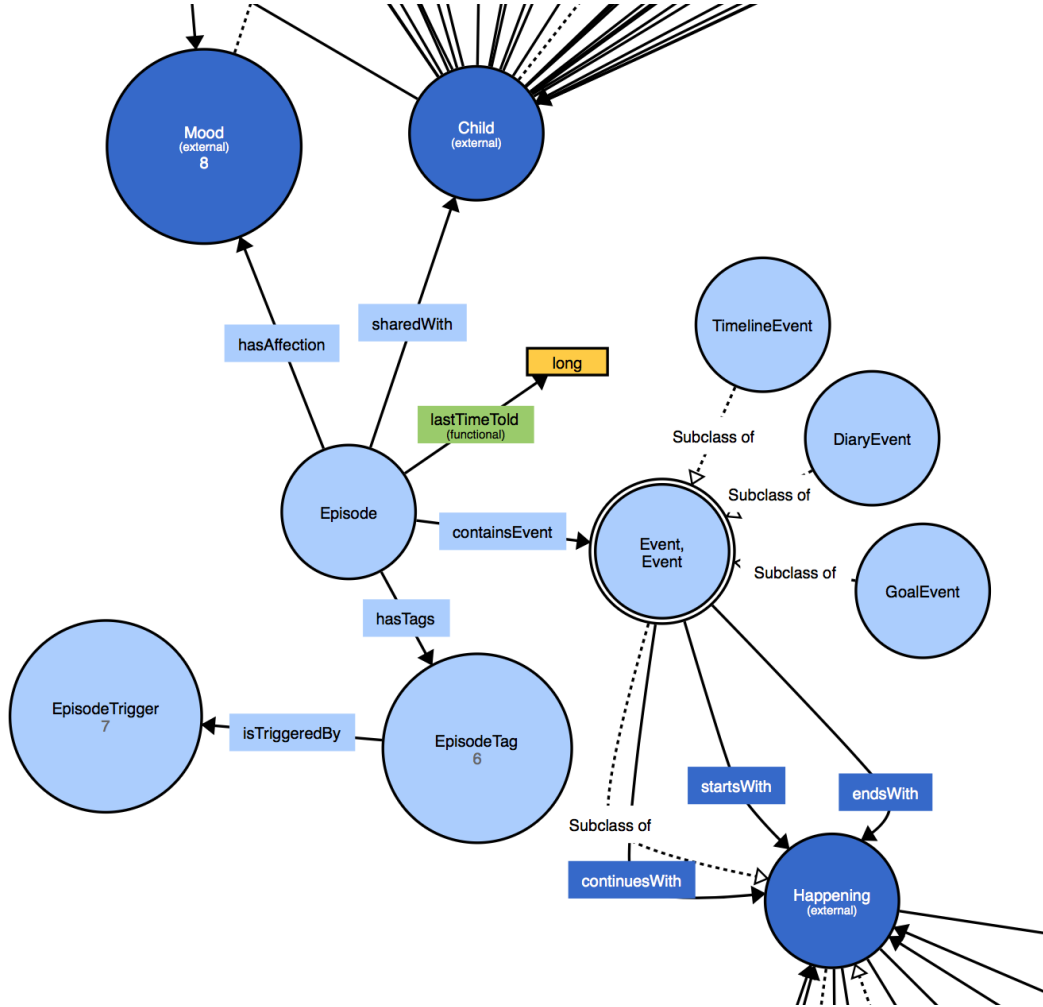 Mood
(external)
8
Child
(external)
TimelineEvent
sharedWith
hasAffection
long
lastTimeTold
(functional)
Subclass of
DiaryEvent
Subclass of
Episode
containsEvent
Event,
Event
Subclass of
GoalEvent
hasTags
EpisodeTrigger
7
isTriggeredBy
EpisodeTag
6
startsWith
endsWith
Subclass of
continuesWith
Happening
(external)